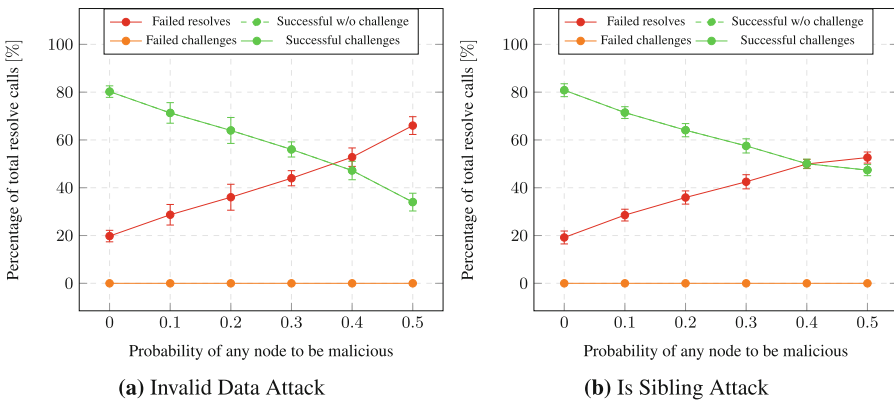 Failed resolves
Successful w/o challenge
Failed challenges
Successful challenges
Percentage of total resolve calls [%]
100
80
60
40
20
0
0 0.1 0.2 0.3 0.4 0.5
Probability of any node to be malicious
(a) Invalid Data Attack
Failed resolves
Successful w/o challenge
Failed challenges
Successful challenges
Percentage of total resolve calls [%]
100
80
60
40
20
0
0 0.1 0.2 0.3 0.4 0.5
Probability of any node to be malicious
(b) Is Sibling Attack